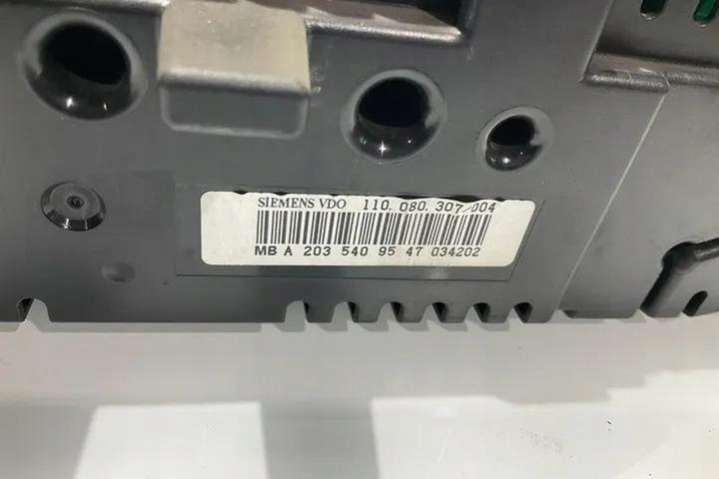 SIEMENS VDO 110.080.307/004
MB A 203 540 95 47 034202